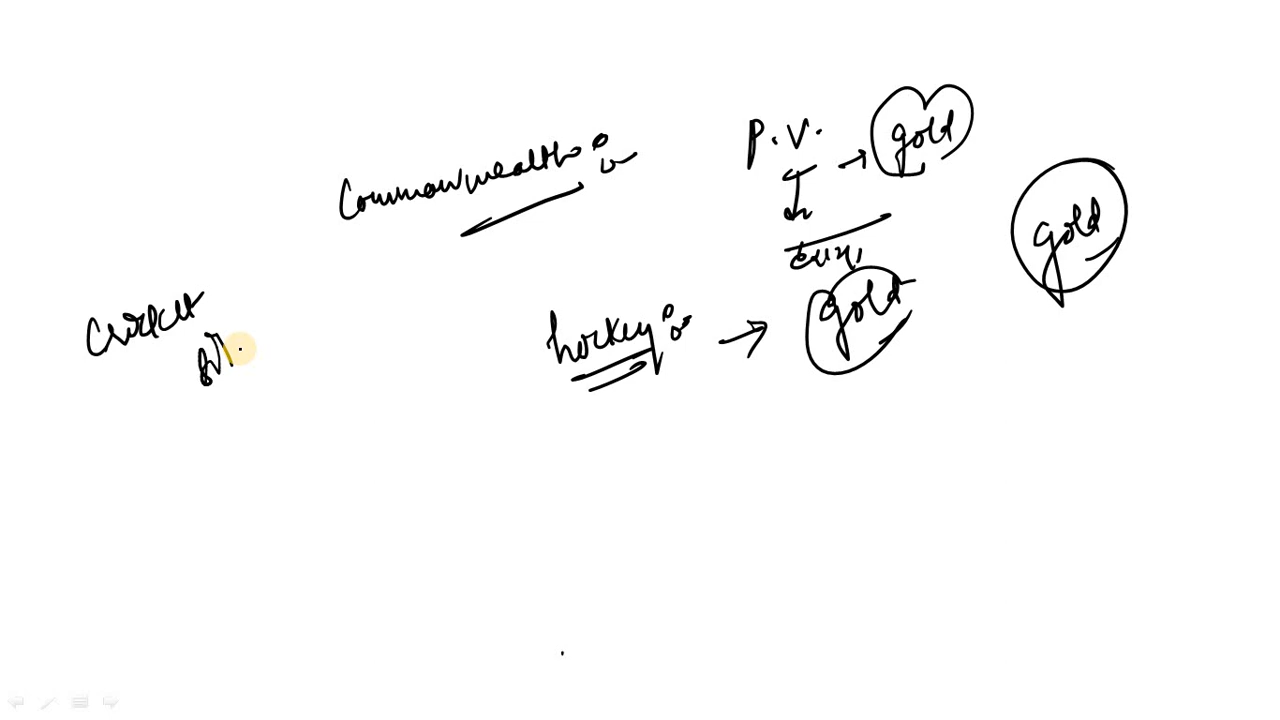 Commonwealth :
P.V. → gold
gold
Cricket
hockey : → gold